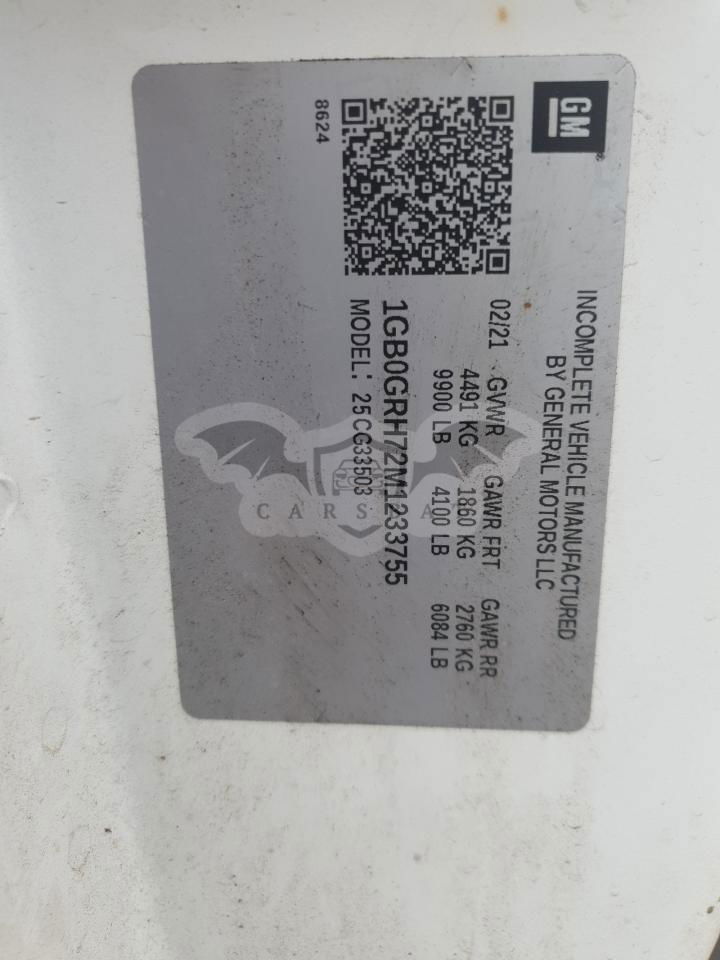 GM
INCOMPLETE VEHICLE MANUFACTURED
BY GENERAL MOTORS LLC
02/21 GVWR GAWR FRT GAWR RR
4491 KG 1860 KG 2760 KG
9900 LB 4100 LB 6084 LB
1GB0GRH72M1233755
MODEL: 25CG33503
8624